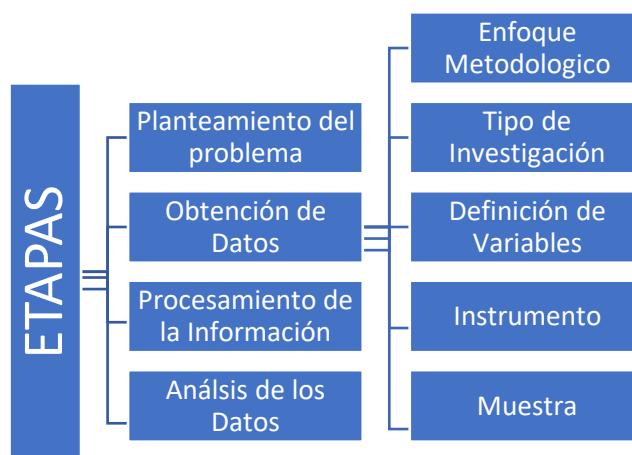 ETAPAS
Planteamiento del
problema
Obtención de
Datos
Procesamiento de
la Información
Análsis de los
Datos
Enfoque
Metodologico
Tipo de
Investigación
Definición de
Variables
Instrumento
Muestra